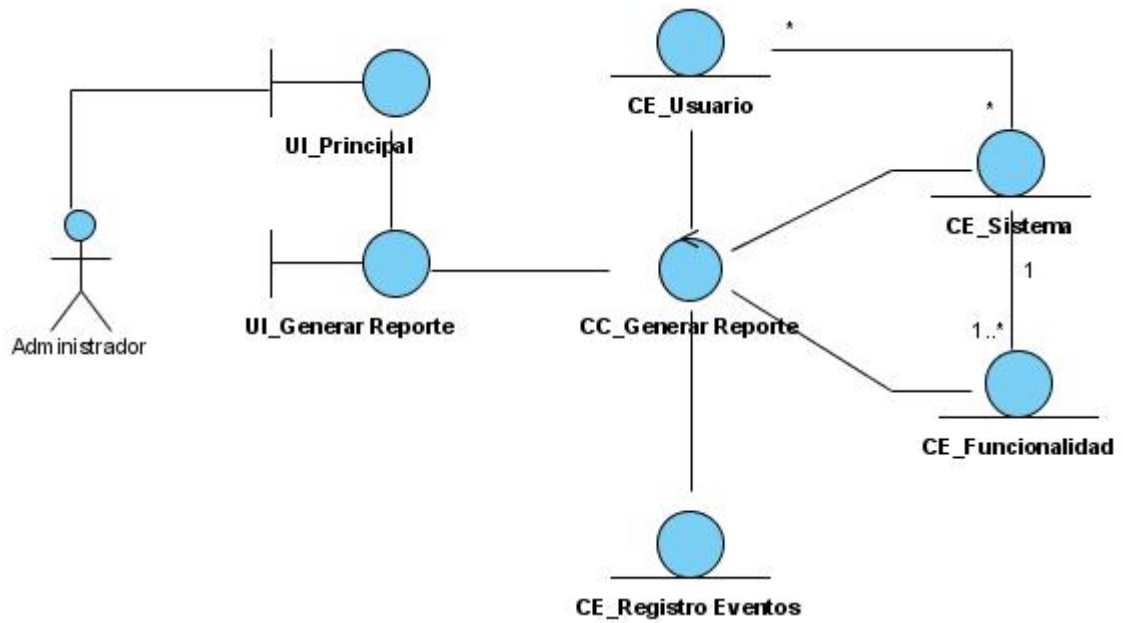 *
CE_Usuario
UI_Principal
*
CE_Sistema
1
UI_Generar Reporte
CC_Generar Reporte
Administrador
1..*
CE_Funcionalidad
CE_Registro Eventos